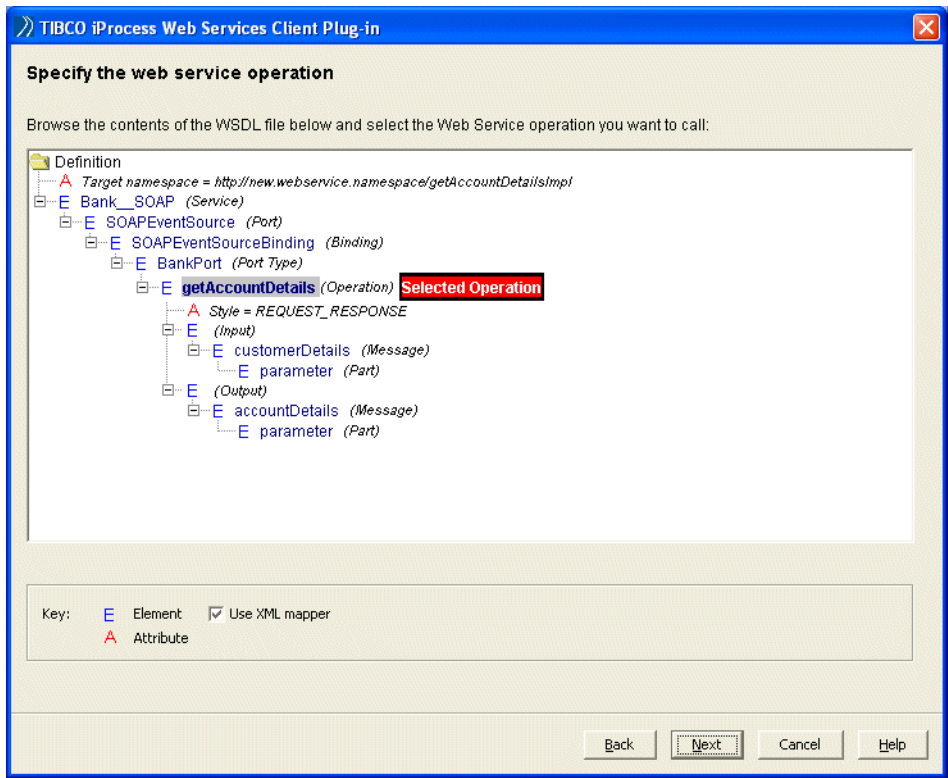 TIBCO iProcess Web Services Client Plug-in
Specify the web service operation
Browse the contents of the WSDL file below and select the Web Service operation you want to call:
Definition
A Target namespace = http://new.webservice.namespace/getAccountDetailsImpl
E Bank__SOAP (Service)
E SOAPEventSource (Port)
E SOAPEventSourceBinding (Binding)
E BankPort (Port Type)
E getAccountDetails (Operation) Selected Operation
A Style = REQUEST_RESPONSE
E (Input)
E customerDetails (Message)
E parameter (Part)
E (Output)
E accountDetails (Message)
E parameter (Part)
Key: E Element Use XML mapper
A Attribute
Back Next Cancel Help